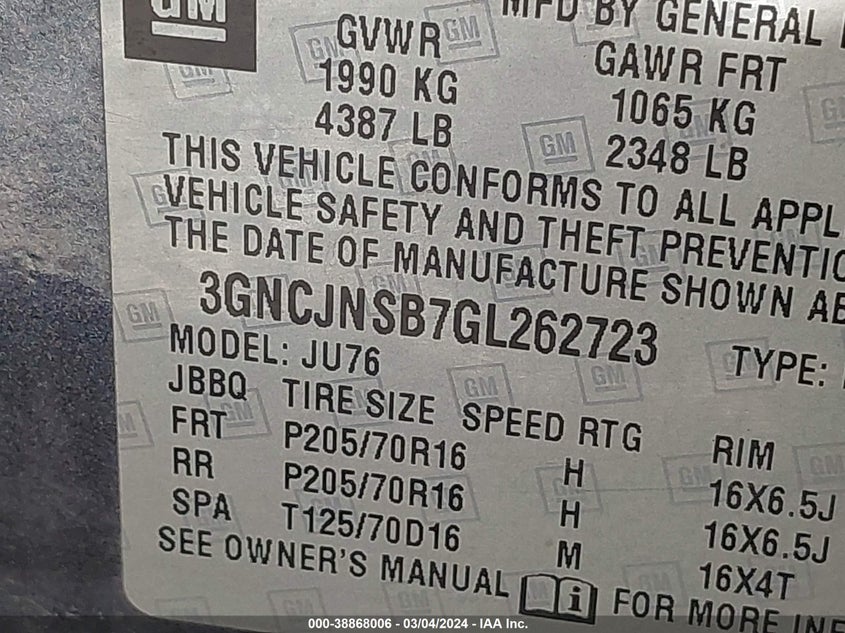 GM
MFD BY GENERAL
GVWR GAWR FRT
1990 KG 1065 KG
4387 LB 2348 LB
THIS VEHICLE CONFORMS TO ALL APPL
VEHICLE SAFETY AND THEFT PREVENTIO
THE DATE OF MANUFACTURE SHOWN AB
3GNCJNSB7GL262723 TYPE:
MODEL: JU76
JBBQ TIRE SIZE SPEED RTG RIM
FRT P205/70R16 H 16X6.5J
RR P205/70R16 H 16X6.5J
SPA T125/70D16 M 16X4T
SEE OWNER'S MANUAL i FOR MORE INF
000-38868006 - 03/04/2024 - IAA Inc.